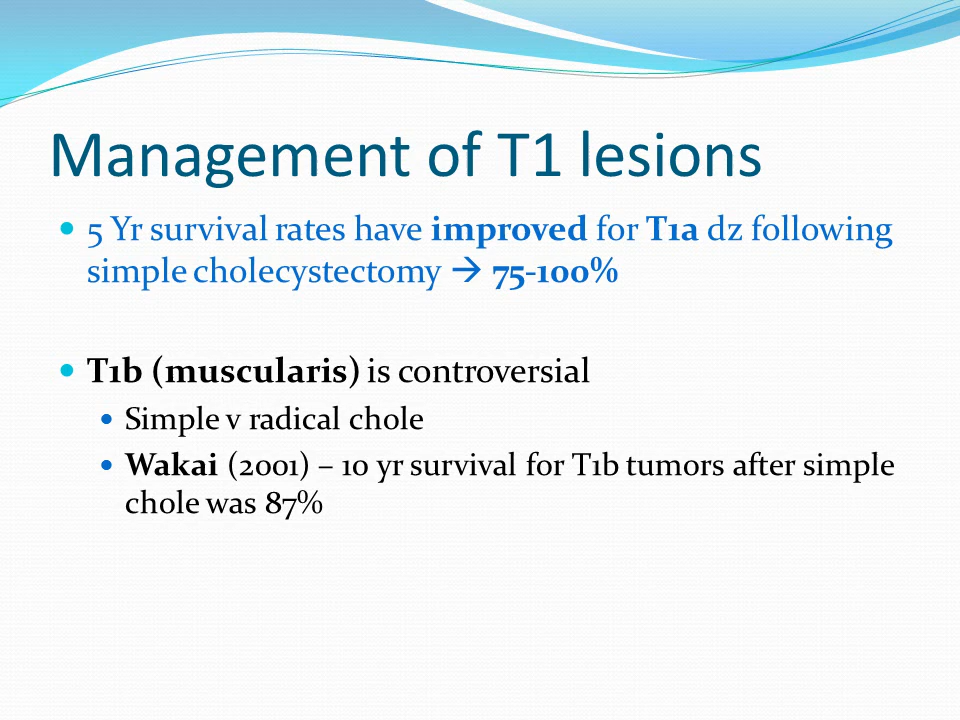 Management of T1 lesions
5 Yr survival rates have improved for T1a dz following
simple cholecystectomy → 75-100%
T1b (muscularis) is controversial
Simple v radical chole
Wakai (2001) – 10 yr survival for T1b tumors after simple
chole was 87%